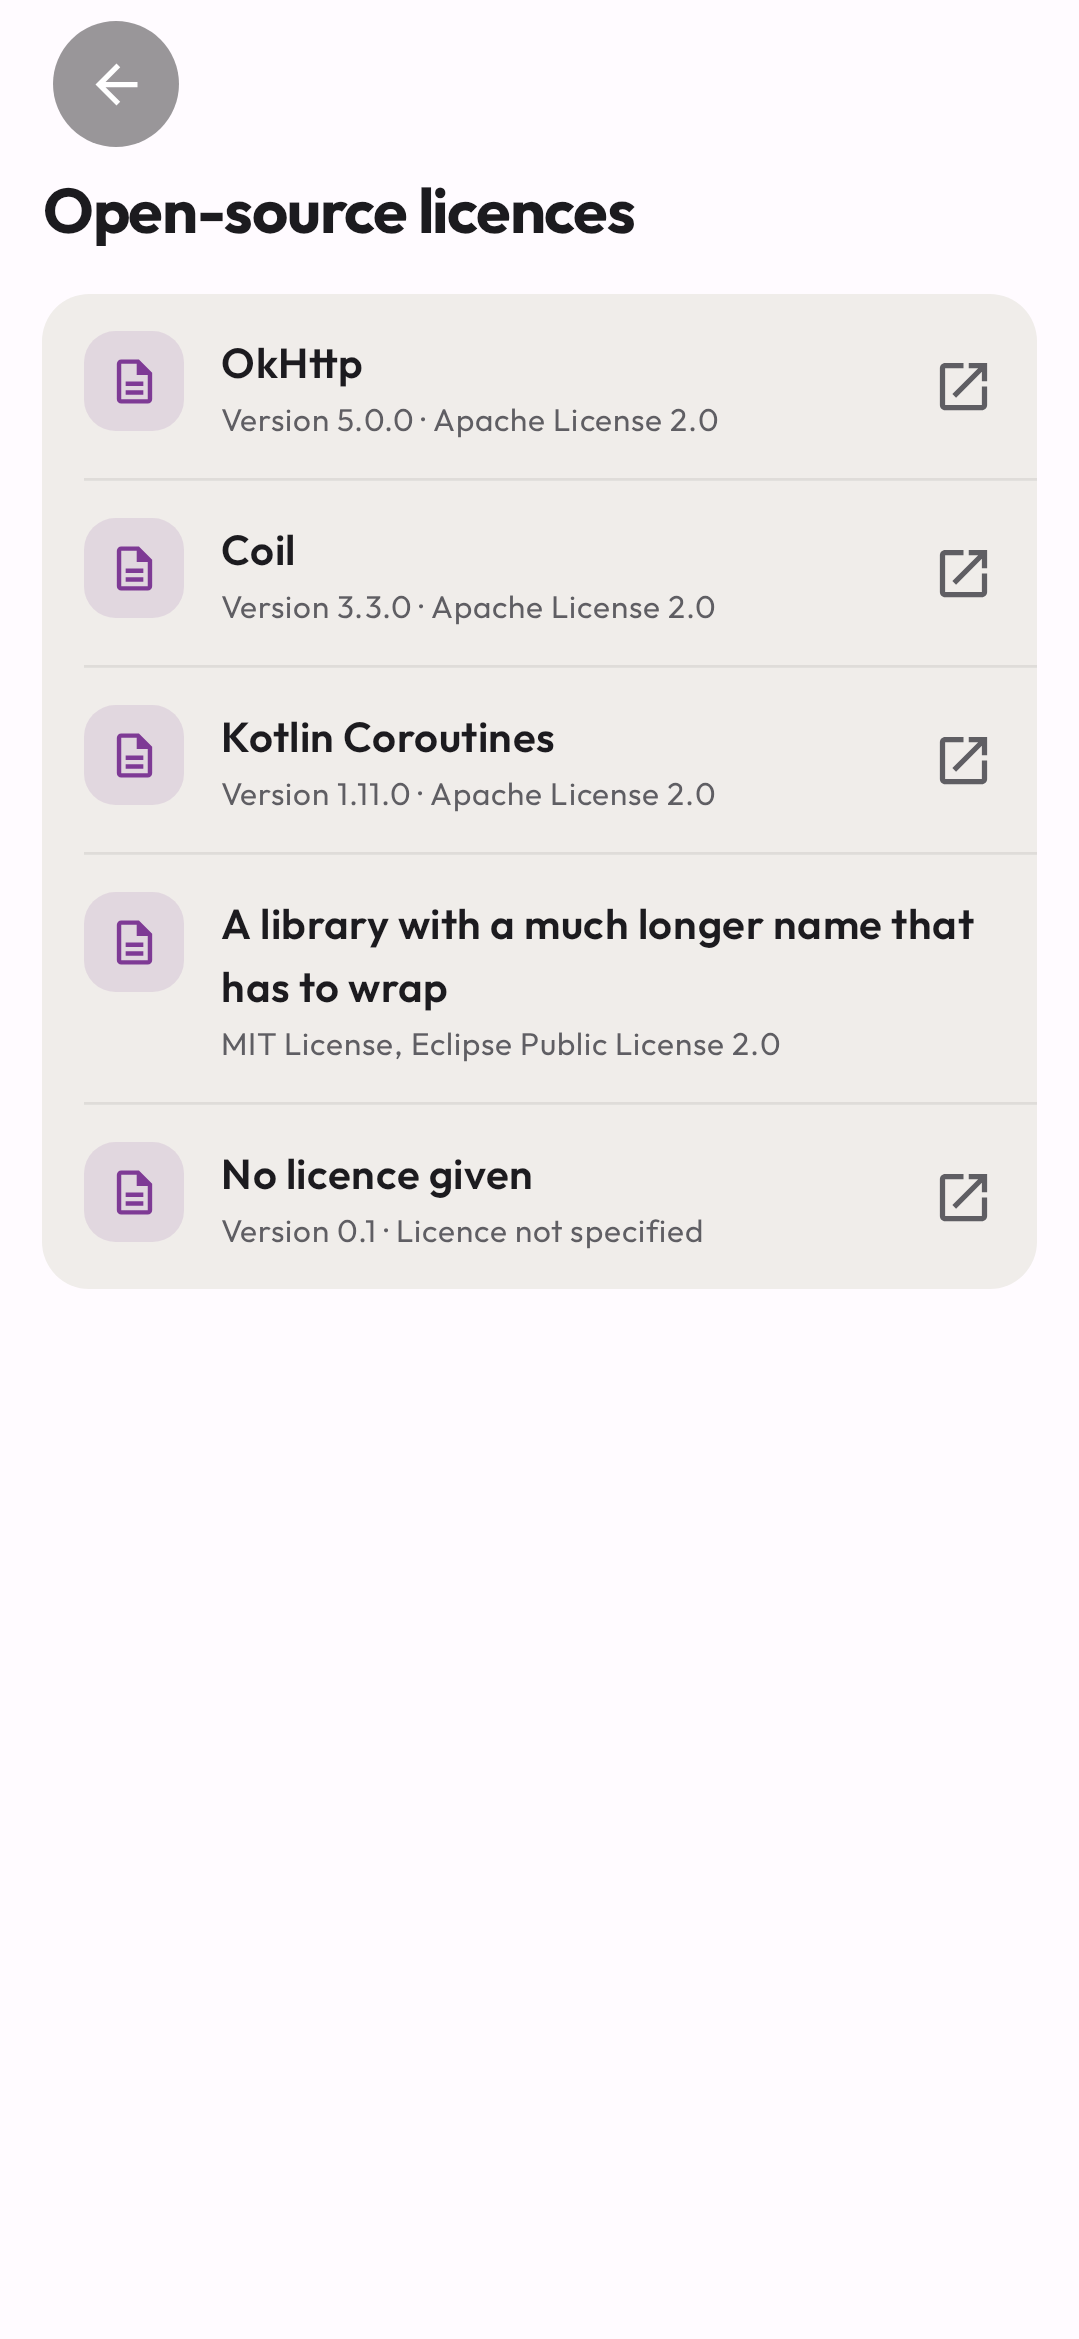 Open-source licences
OkHttp
Version 5.0.0 · Apache License 2.0
Coil
Version 3.3.0 · Apache License 2.0
Kotlin Coroutines
Version 1.11.0 · Apache License 2.0
A library with a much longer name that
has to wrap
MIT License, Eclipse Public License 2.0
No licence given
Version 0.1 · Licence not specified